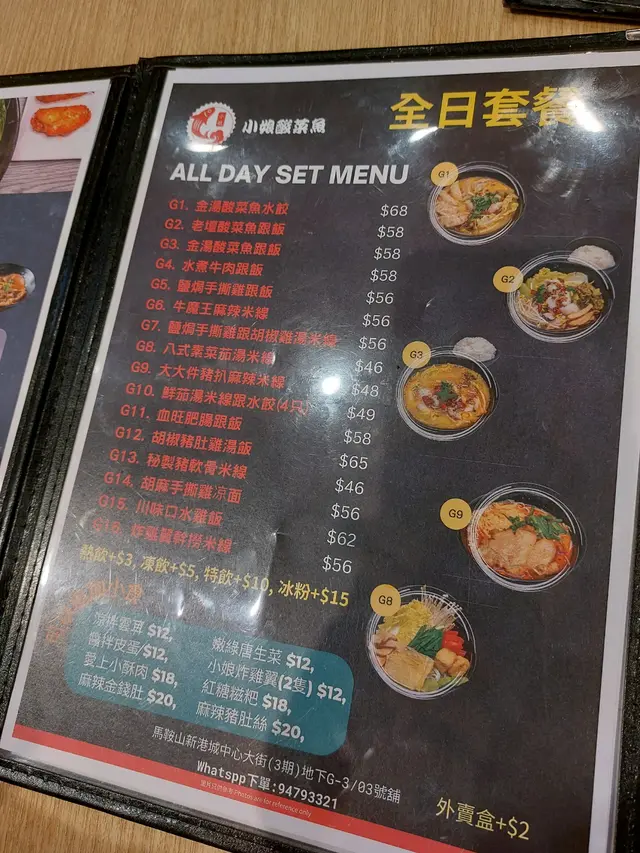 小娘酸菜魚
全日套餐
ALL DAY SET MENU
G1. 金湯酸菜魚水餃 $68
G2. 老壇酸菜魚跟飯 $58
G3. 金湯酸菜魚跟飯 $58
G4. 水煮牛肉跟飯 $58
G5. 鹽焗手撕雞跟飯 $56
G6. 牛魔王麻辣米線 $56
G7. 鹽焗手撕雞跟胡椒雞湯米線 $56
G8. 八式素菜茄湯米線 $46
G9. 大大件豬扒麻辣米線 $48
G10. 鮮茄湯米線跟水餃(4只) $49
G11. 血旺肥腸跟飯 $58
G12. 胡椒豬肚雞湯飯 $65
G13. 秘製豬軟骨米線 $46
G14. 胡麻手撕雞凉面 $56
G15. 川味口水雞飯 $62
G16. 炸雞翼 米線 $56
熱飲+$3, 凍飲+$5, 特飲+$10, 冰粉+$15
涼拌雲耳 $12, 嫩綠唐生菜 $12,
醬拌皮蛋 $12, 小娘炸雞翼(2隻) $12,
愛上小酥肉 $18, 紅糖糍粑 $18,
麻辣金錢肚 $20, 麻辣豬肚絲 $20,
馬鞍山新港城中心大街(3期)地下G-3/03號舖
Whatspp下單:94793321
Photos are for reference only
外賣盒+$2
G1
G2
G3
G9
G8